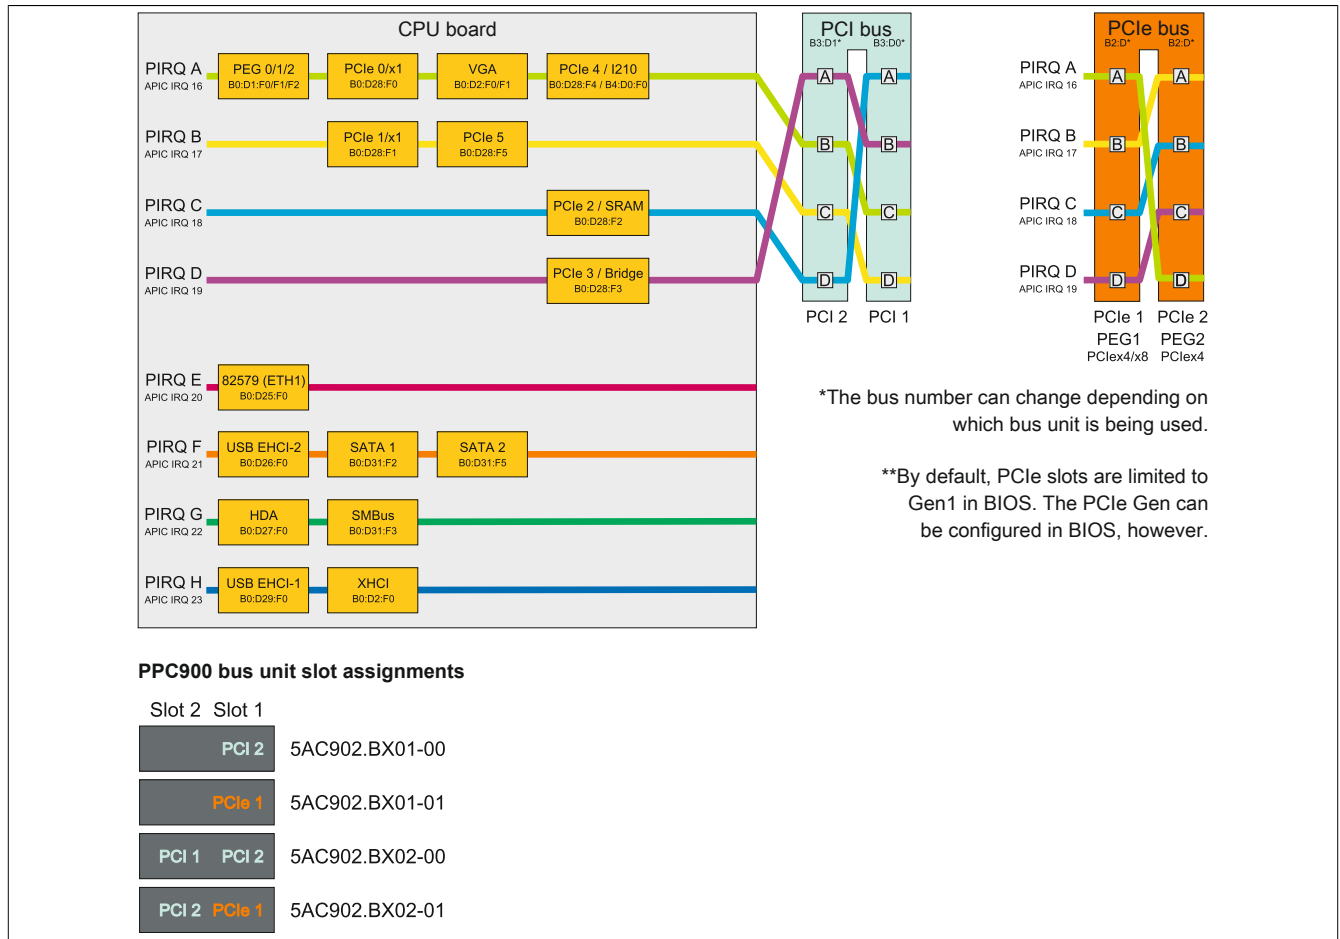 CPU board
PCI bus
B3:D1* B3:D0*
PCIe bus
B2:D* B2:D*
PIRQ A
APIC IRQ 16
PEG 0/1/2
B0:D1:F0/F1/F2
PCIe 0/x1
B0:D28:F0
VGA
B0:D2:F0/F1
PCIe 4 / I210
B0:D28:F4 / B4:D0:F0
A A
PIRQ A
APIC IRQ 16
A A
PIRQ B
APIC IRQ 17
PCIe 1/x1
B0:D28:F1
PCIe 5
B0:D28:F5
B B
PIRQ B
APIC IRQ 17
B B
PIRQ C
APIC IRQ 18
PCIe 2 / SRAM
B0:D28:F2
C C
PIRQ C
APIC IRQ 18
C C
PIRQ D
APIC IRQ 19
PCIe 3 / Bridge
B0:D28:F3
D D
PIRQ D
APIC IRQ 19
D D
PCI 2 PCI 1
PCIe 1 PCIe 2
PEG1 PEG2
PCIex4/x8 PCIex4
PIRQ E
APIC IRQ 20
82579 (ETH1)
B0:D25:F0
*The bus number can change depending on
which bus unit is being used.
PIRQ F
APIC IRQ 21
USB EHCI-2
B0:D26:F0
SATA 1
B0:D31:F2
SATA 2
B0:D31:F5
**By default, PCIe slots are limited to
Gen1 in BIOS. The PCIe Gen can
be configured in BIOS, however.
PIRQ G
APIC IRQ 22
HDA
B0:D27:F0
SMBus
B0:D31:F3
PIRQ H
APIC IRQ 23
USB EHCI-1
B0:D29:F0
XHCI
B0:D2:F0
PPC900 bus unit slot assignments
Slot 2 Slot 1
PCI 2 5AC902.BX01-00
PCIe 1 5AC902.BX01-01
PCI 1 PCI 2 5AC902.BX02-00
PCI 2 PCIe 1 5AC902.BX02-01